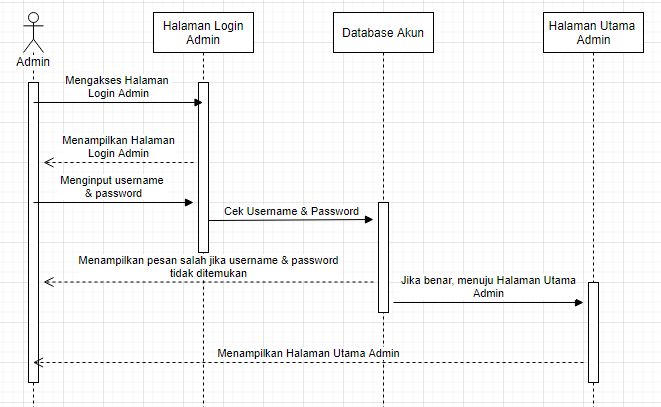 Halaman Login
Admin
Database Akun
Halaman Utama
Admin
Admin
Mengakses Halaman
Login Admin
Menampilkan Halaman
Login Admin
Menginput username
& password
Cek Username & Password
Menampilkan pesan salah jika username & password
tidak ditemukan
Jika benar, menuju Halaman Utama
Admin
Menampilkan Halaman Utama Admin